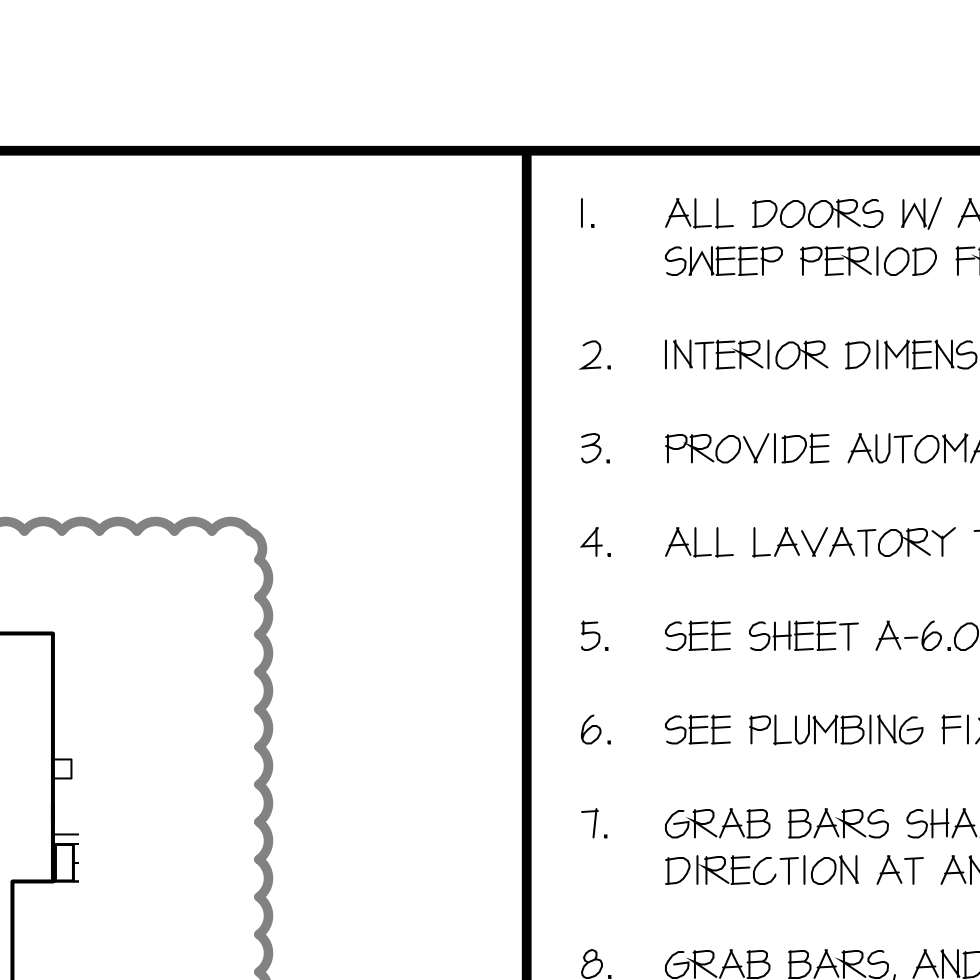 1. ALL DOORS W/ A
SWEEP PERIOD
2. INTERIOR DIMENS
3. PROVIDE AUTOMA
4. ALL LAVATORY
5. SEE SHEET A-6.0
6. SEE PLUMBING
7. GRAB BARS SHA
DIRECTION AT AN
8. GRAB BARS, AND